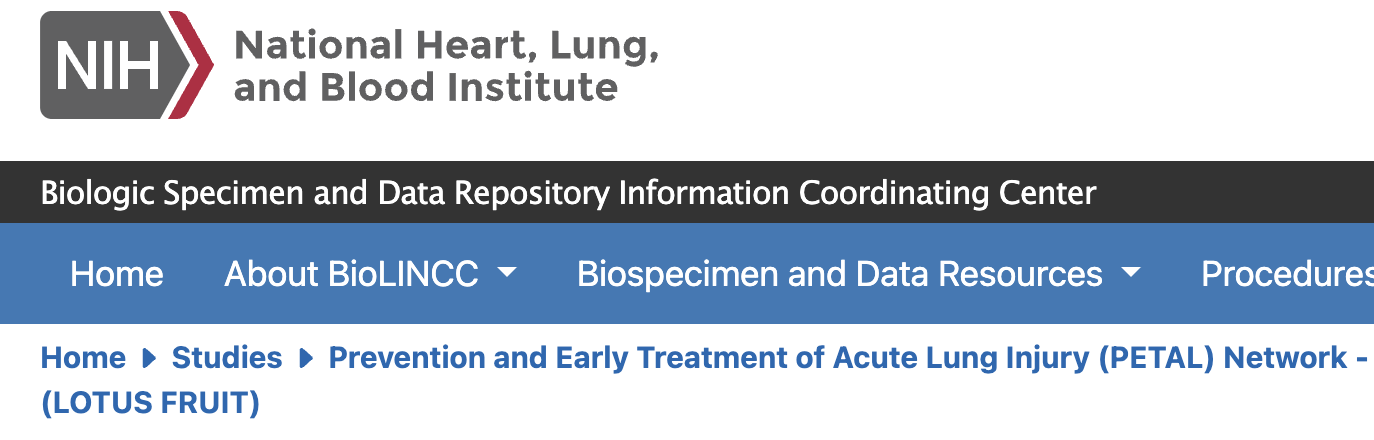 NIH
National Heart, Lung,
and Blood Institute
Biologic Specimen and Data Repository Information Coordinating Center
Home About BioLINCC Biospecimen and Data Resources Procedures
Home Studies Prevention and Early Treatment of Acute Lung Injury (PETAL) Network -
(LOTUS FRUIT)